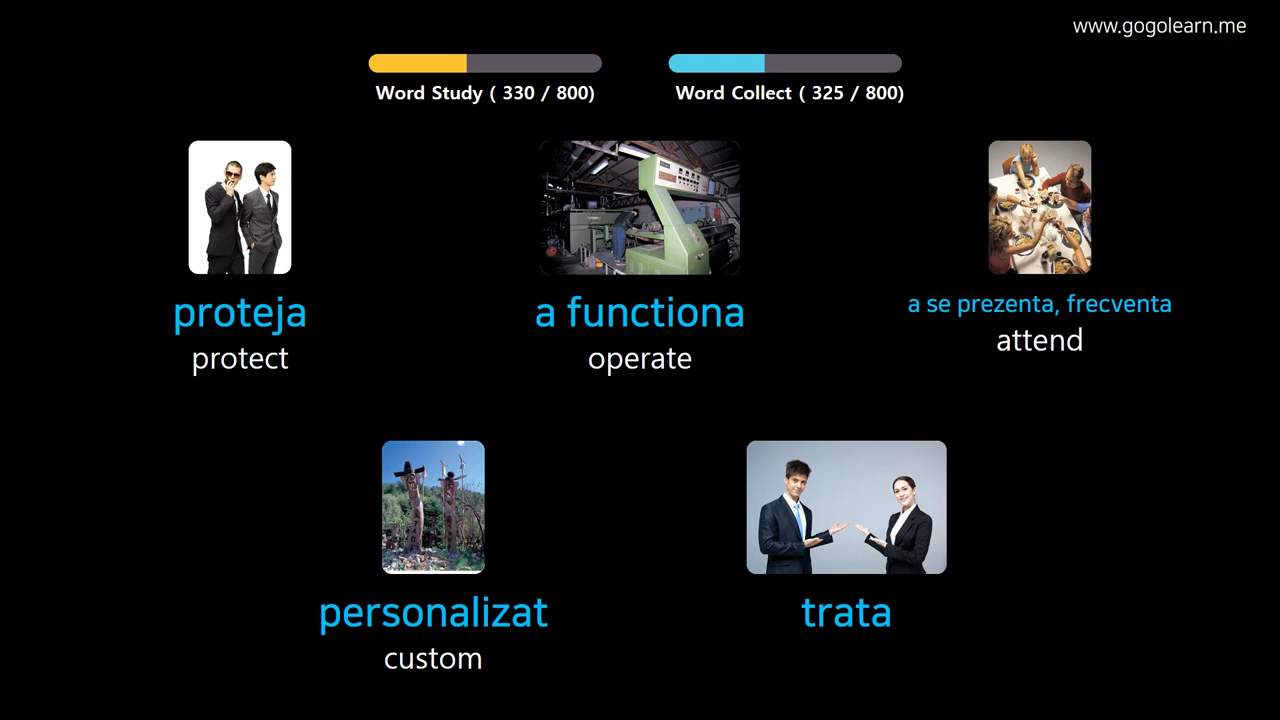 www.gogolearn.me
Word Study ( 330 / 800)
Word Collect ( 325 / 800)
proteja
protect
a functiona
operate
a se prezenta, frecventa
attend
personalizat
custom
trata